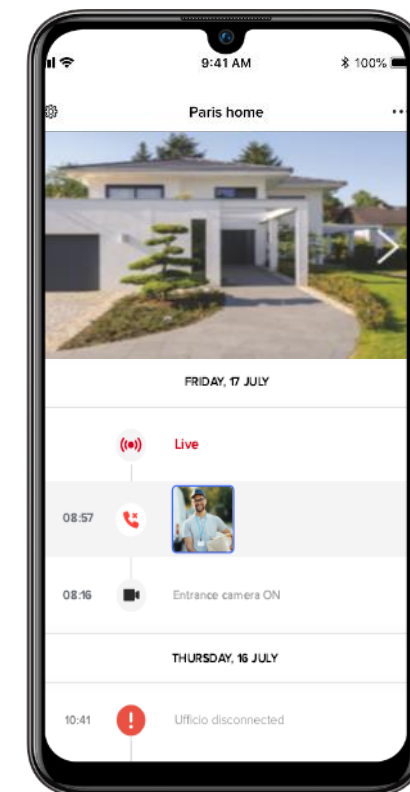 9:41 AM
100%
Paris home
FRIDAY, 17 JULY
Live
08:57
08:16 Entrance camera ON
THURSDAY, 16 JULY
10:41 Ufficio disconnected